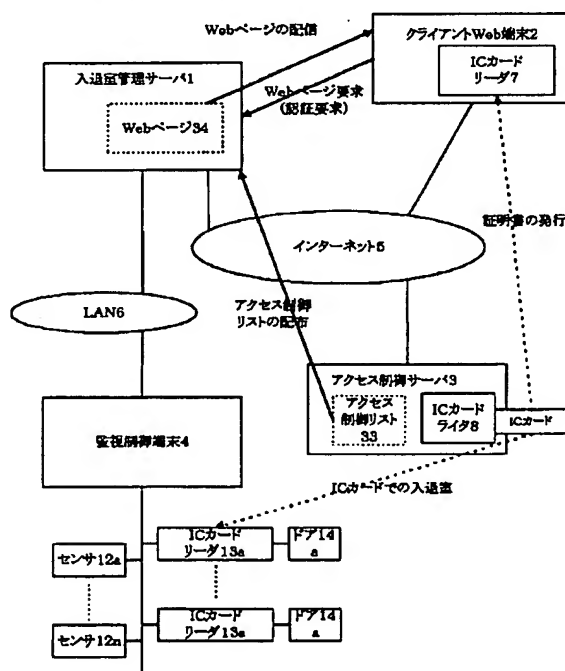 Webページの配信
クライアントWeb端末2
ICカード
リーダ7
入退室管理サーバ1
Webページ34
Webページ要求
(認証要求)
証明書の発行
インターネット5
アクセス制御
リストの配布
LAN6
アクセス制御サーバ3
アクセス
制御リスト
33
ICカード
ライタ8
ICカード
監視制御端末4
ICカードでの入退室
センサ12a
ICカード
リーダ13a
ドア14
a
センサ12n
ICカード
リーダ13a
ドア14
a